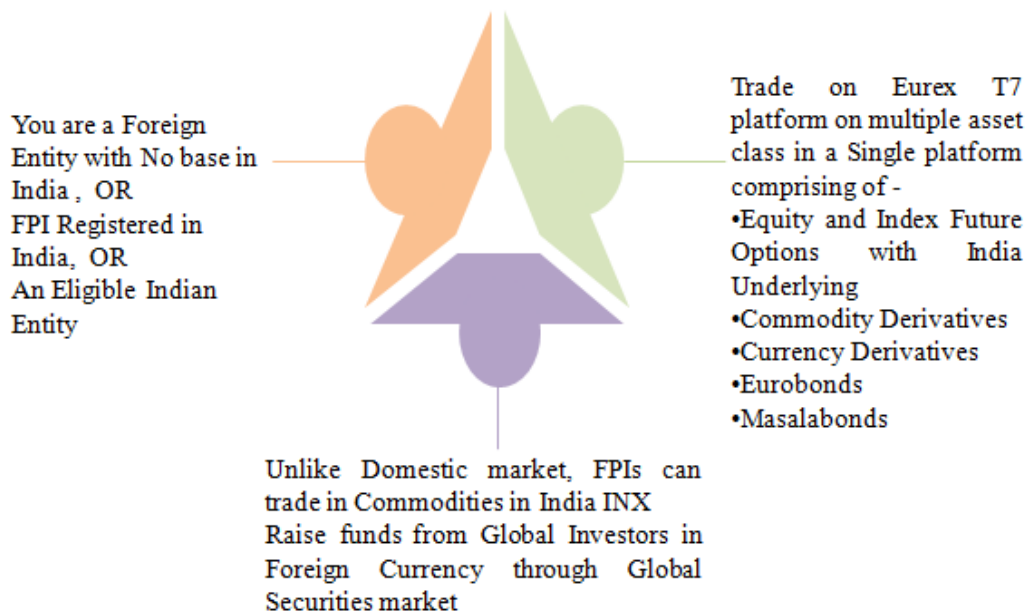 You are a Foreign
Entity with No base in
India , OR
FPI Registered in
India, OR
An Eligible Indian
Entity
Trade on Eurex T7
platform on multiple asset
class in a Single platform
comprising of -
•Equity and Index Future
Options with India
Underlying
•Commodity Derivatives
•Currency Derivatives
•Eurobonds
•Masalabonds
Unlike Domestic market, FPIs can
trade in Commodities in India INX
Raise funds from Global Investors in
Foreign Currency through Global
Securities market